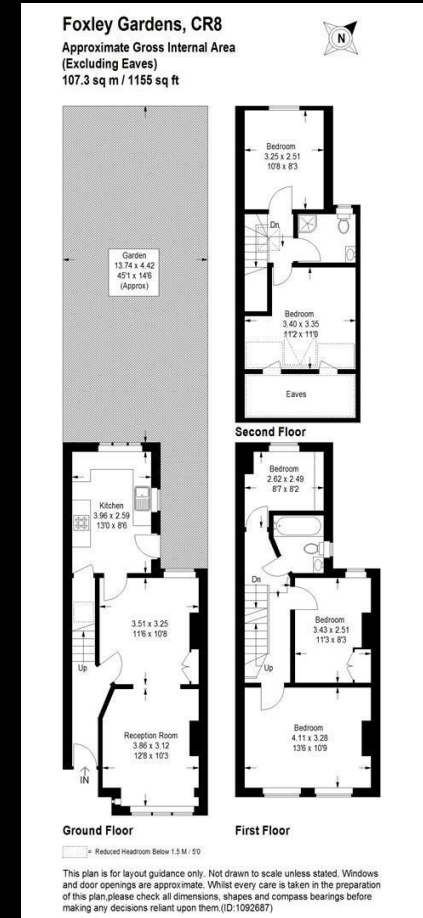 Foxley Gardens, CR8
Approximate Gross Internal Area
(Excluding Eaves)
107.3 sq m / 1155 sq ft
N
Garden
13.74 x 4.42
45'1 x 14'6
(Approx)
Kitchen
3.96 x 2.59
13'0 x 8'6
3.51 x 3.25
11'6 x 10'8
Up
Reception Room
3.86 x 3.12
12'8 x 10'3
IN
Ground Floor
Bedroom
3.25 x 2.51
10'8 x 8'3
Dn
Bedroom
3.40 x 3.35
11'2 x 11'0
Eaves
Second Floor
Bedroom
2.62 x 2.49
8'7 x 8'2
Dn
Bedroom
3.43 x 2.51
11'3 x 8'3
Up
Bedroom
4.11 x 3.28
13'6 x 10'9
First Floor
= Reduced Headroom Below 1.5 M / 5'0
This plan is for layout guidance only. Not drawn to scale unless stated. Windows
and door openings are approximate. Whilst every care is taken in the preparation
of this plan,please check all dimensions, shapes and compass bearings before
making any decisions reliant upon them.(ID:1092687)